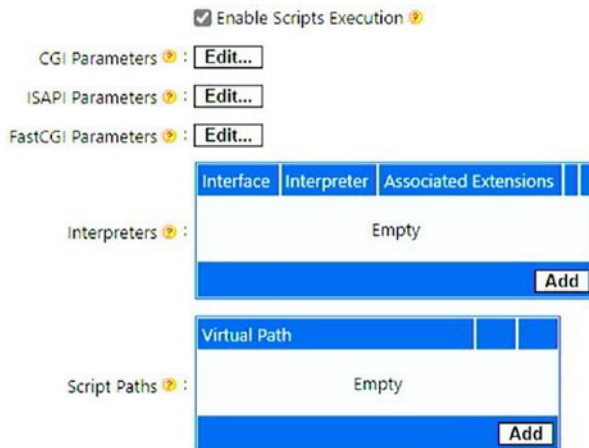 Enable Scripts Execution ?
CGI Parameters ? : Edit...
ISAPI Parameters ? : Edit...
FastCGI Parameters ? : Edit...
Interface Interpreter Associated Extensions
Interpreters ? : Empty
Add
Virtual Path
Script Paths ? : Empty
Add